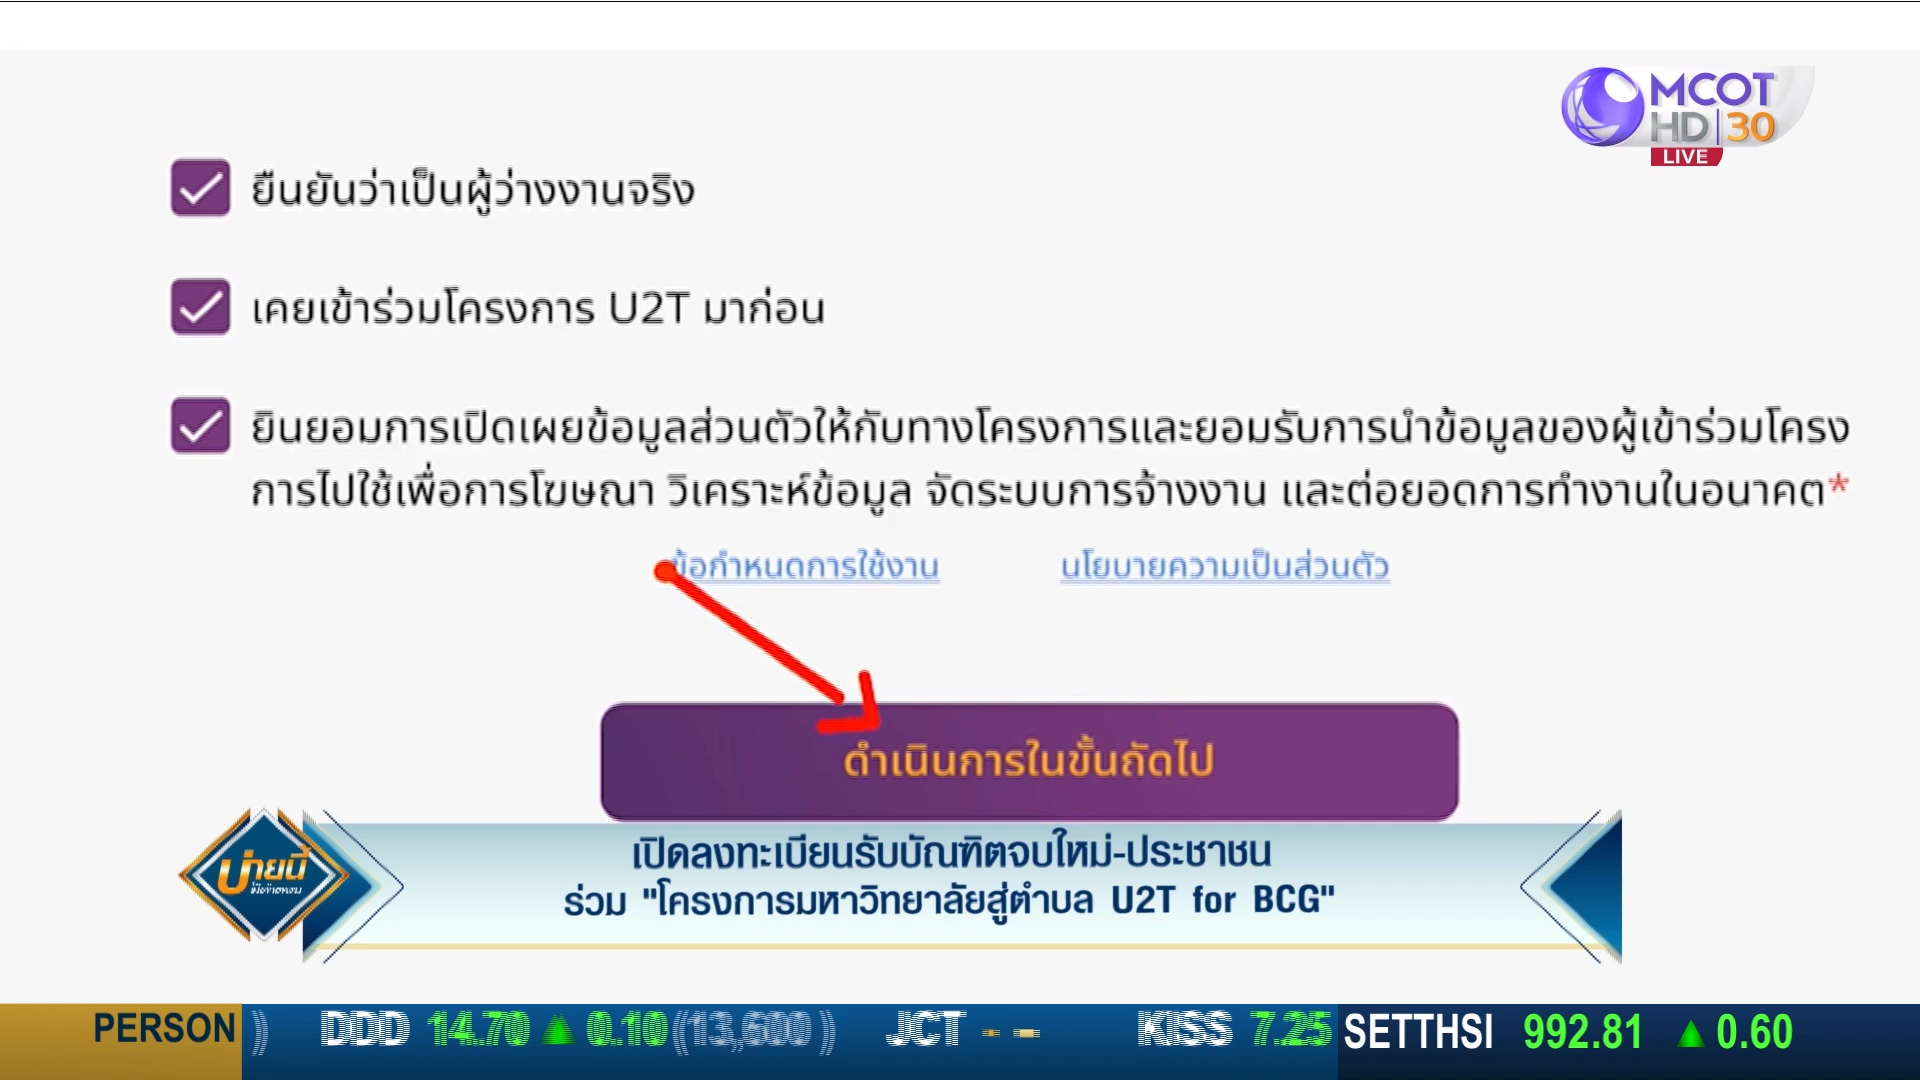 MCOT
HD 30
LIVE
ยืนยันว่าเป็นผู้ว่างงานจริง
เคยเข้าร่วมโครงการ U2T มาก่อน
ยินยอมการเปิดเผยข้อมูลส่วนตัวให้กับทางโครงการและยอมรับการนำข้อมูลของผู้เข้าร่วมโครง
การไปใช้เพื่อการโฆษณา วิเคราะห์ข้อมูล จัดระบบการจ้างงาน และต่อยอดการทำงานในอนาคต*
ข้อกำหนดการใช้งาน นโยบายความเป็นส่วนตัว
ดำเนินการในขั้นถัดไป
บ่ายนี้
มีคำตอบ
เปิดลงทะเบียนรับบัณฑิตจบใหม่-ประชาชน
ร่วม "โครงการมหาวิทยาลัยสู่ตำบล U2T for BCG"
PERSON ) DDD 14.70 ▲ 0.10 (13,600 ) JCT - - KISS 7.25 SETTHSI 992.81 ▲ 0.60